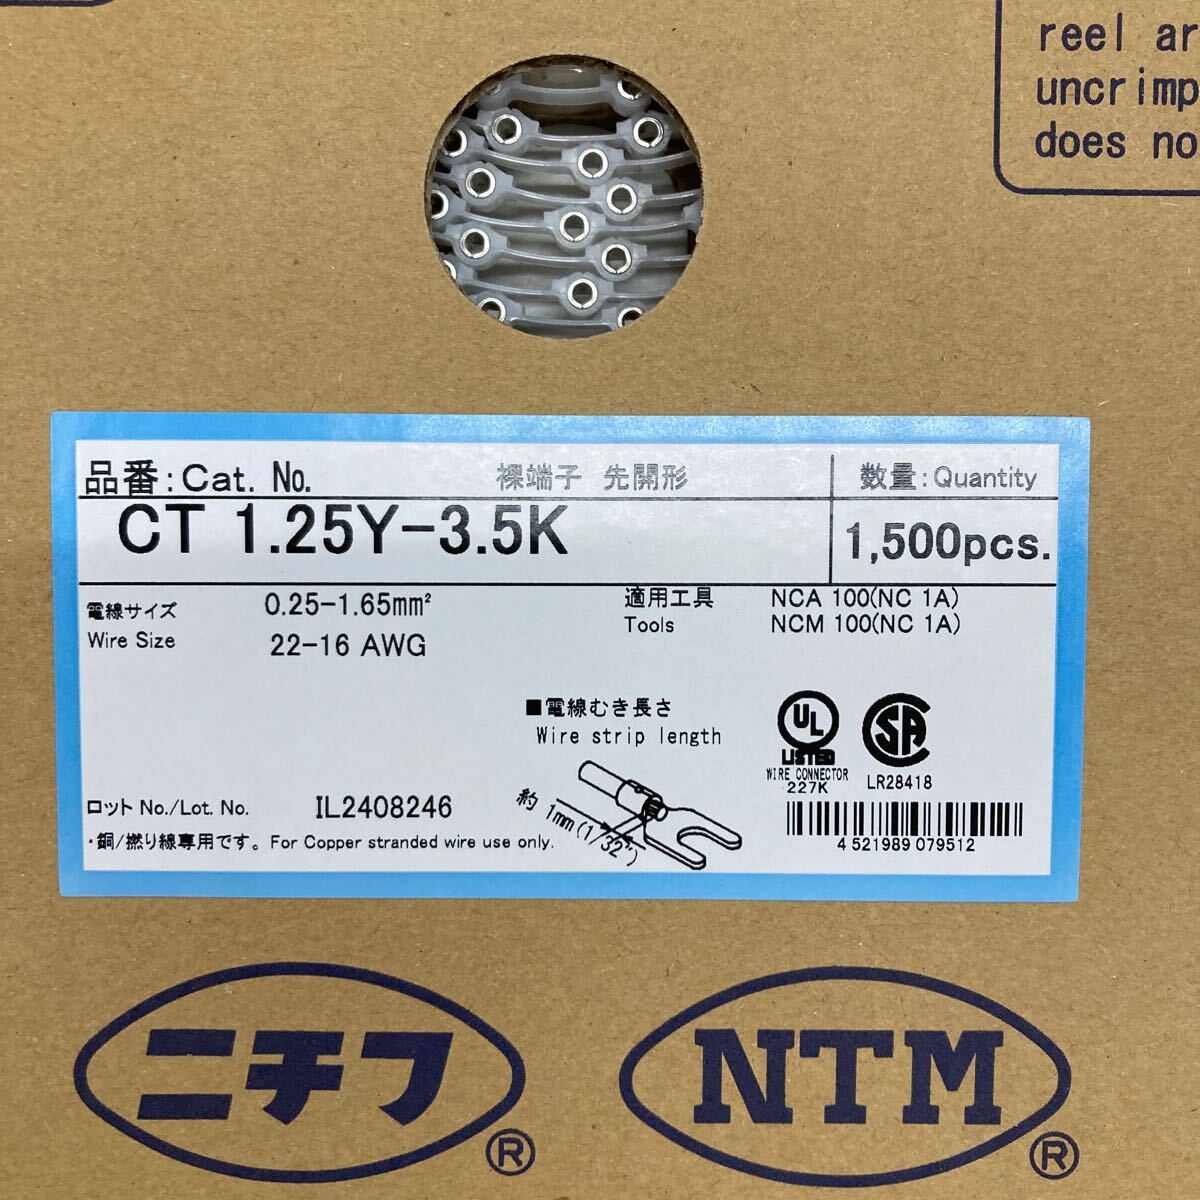 reel ar
uncrimp
does no
品番:Cat. No.
裸端子 先開形
数量:Quantity
CT 1.25Y-3.5K
1,500pcs.
電線サイズ
Wire Size
0.25-1.65mm²
22-16 AWG
適用工具
Tools
NCA 100(NC 1A)
NCM 100(NC 1A)
■電線むき長さ
Wire strip length
約 1mm(1/32")
UL
LISTED
WIRE CONNECTOR
227K
SA
LR28418
ロット No./Lot. No.
IL2408246
・銅/撚り線専用です。For Copper stranded wire use only.
4 521989 079512
ニチフ®
NTM®